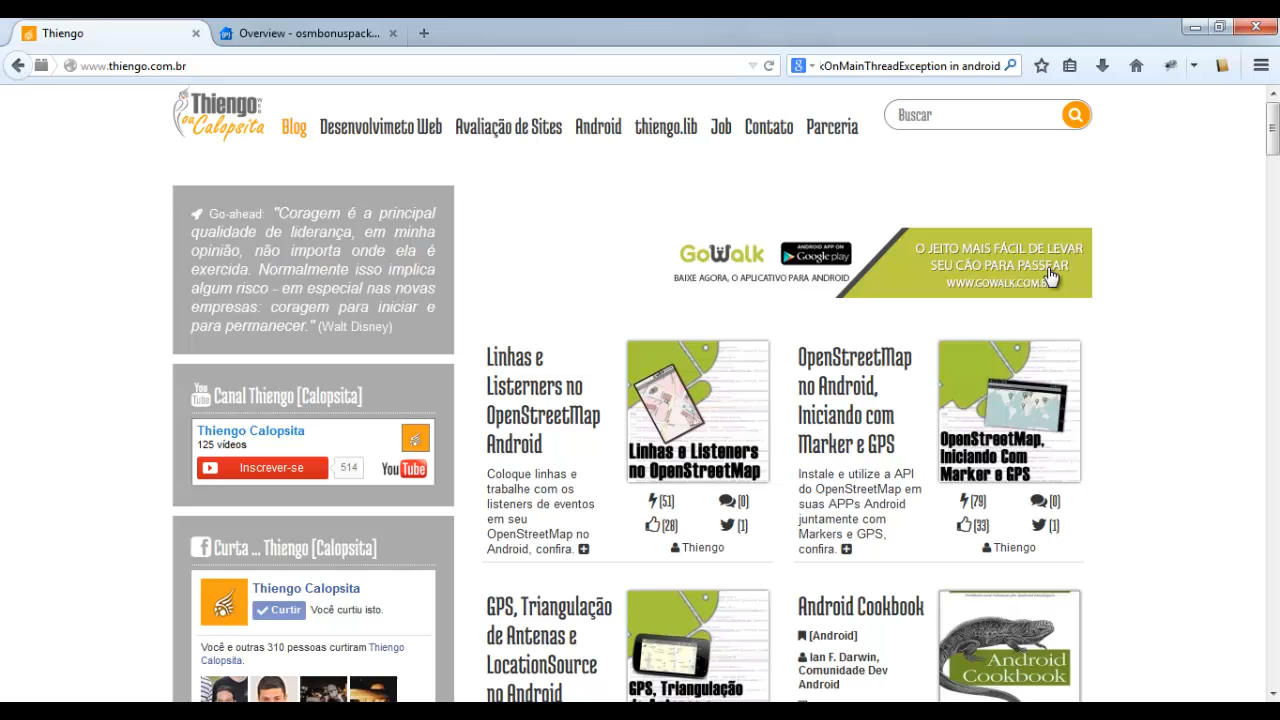 Thiengo
Overview - osmbonuspack...
www.thiengo.com.br
kOnMainThreadException in android
Thiengo
ou Calopsita
Blog Desenvolvimeto Web Avaliação de Sites Android thiengo.lib Job Contato Parceria
Buscar
Go-ahead: "Coragem é a principal
qualidade de liderança, em minha
opinião, não importa onde ela é
exercida. Normalmente isso implica
algum risco - em especial nas novas
empresas: coragem para iniciar e
para permanecer." (Walt Disney)
GoWalk
ANDROID APP ON
Google play
BAIXE AGORA, O APLICATIVO PARA ANDROID
O JEITO MAIS FÁCIL DE LEVAR
SEU CÃO PARA PASSEAR
You Tube Canal Thiengo [Calopsita]
Thiengo Calopsita
125 vídeos
Inscrever-se
You Tube
Curta ... Thiengo [Calopsita]
Thiengo Calopsita
Curtir Você curtiu isto.
Você e outras 310 pessoas curtiram Thiengo
Calopsita.
Linhas e
Listerners no
OpenStreetMap
Android
Coloque linhas e
trabalhe com os
listeners de eventos
em seu
OpenStreetMap no
Android, confira.
Linhas e Listeners
no OpenStreetMap
(51) (0)
(28) (1)
Thiengo
OpenStreetMap
no Android,
Iniciando com
Marker e GPS
Instale e utilize a API
do OpenStreetMap em
suas APPs Android
juntamente com
Markers e GPS,
confira.
OpenStreetMap,
Iniciando Com
Marker e GPS
(79) (0)
(33) (1)
Thiengo
GPS, Triangulação
de Antenas e
LocationSource
no Android
GPS, Triangulação
Android Cookbook
[Android]
Ian F. Darwin,
Comunidade Dev
Android
Android
Cookbook